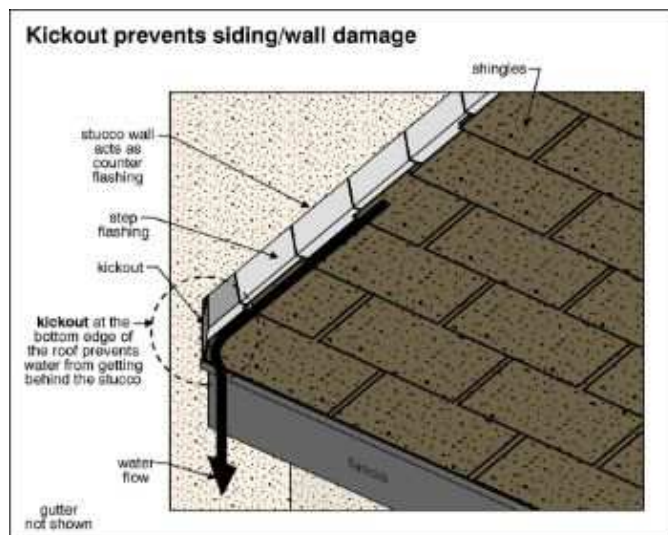 Kickout prevents siding/wall damage
shingles
stucco wall
acts as
counter
flashing
step
flashing
kickout
kickout at the
bottom edge of
the roof prevents
water from getting
behind the stucco
fascia
water
flow
gutter
not shown